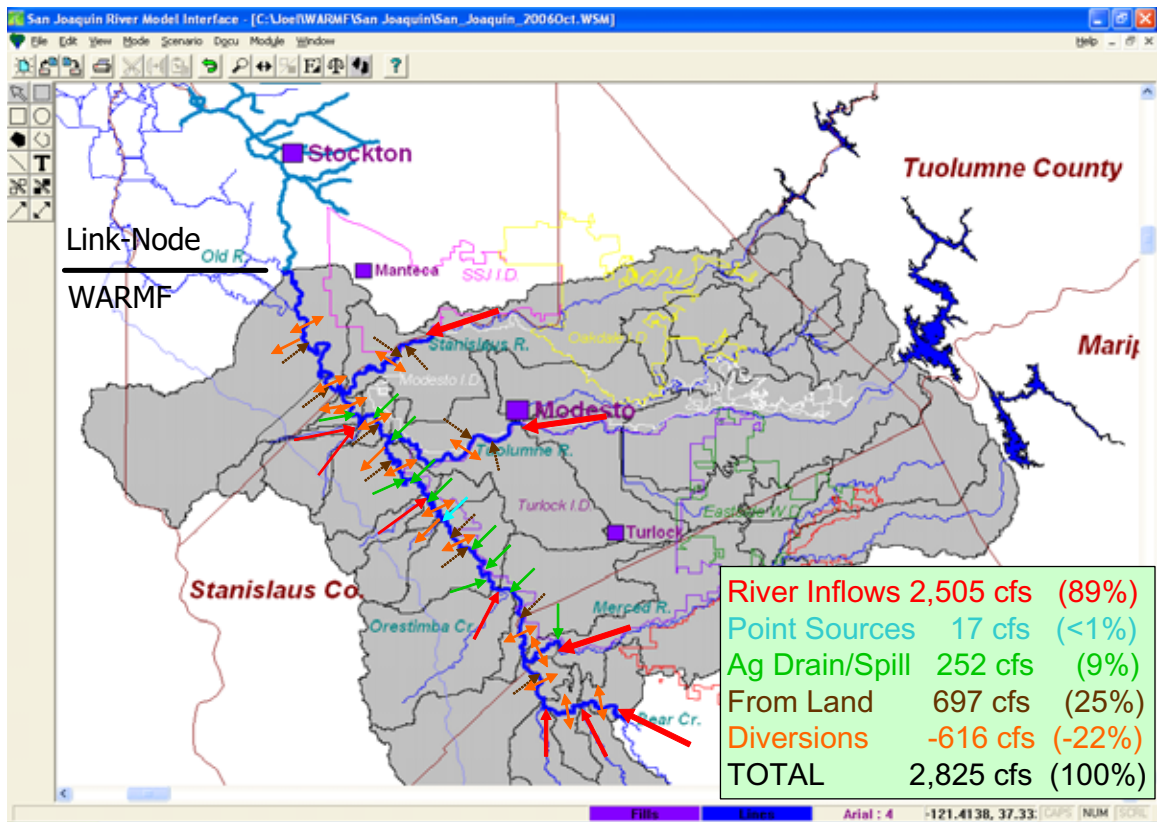 San Joaquin River Model Interface - [C:\Joel\WARMF\San Joaquin\San_Joaquin_2006Oct.WSM]
File Edit View Mode Scenario Docu Module Window Help
T
?
Stockton
Tuolumne County
Link-Node
Old R.
WARMF
Manteca
SSJ I.D.
Stanislaus R.
Oakdale I.D.
Marip
Modesto I.D.
Modesto
Tuolumne R.
Turlock I.D.
Eastside W.D.
Turlock
Stanislaus Co.
Merced R.
Orestimba Cr.
Bear Cr.
River Inflows 2,505 cfs (89%)
Point Sources 17 cfs (<1%)
Ag Drain/Spill 252 cfs (9%)
From Land 697 cfs (25%)
Diversions -616 cfs (-22%)
TOTAL 2,825 cfs (100%)
Fills Lines Arial : 4 -121.4138, 37.33: CAPS NUM SCRL